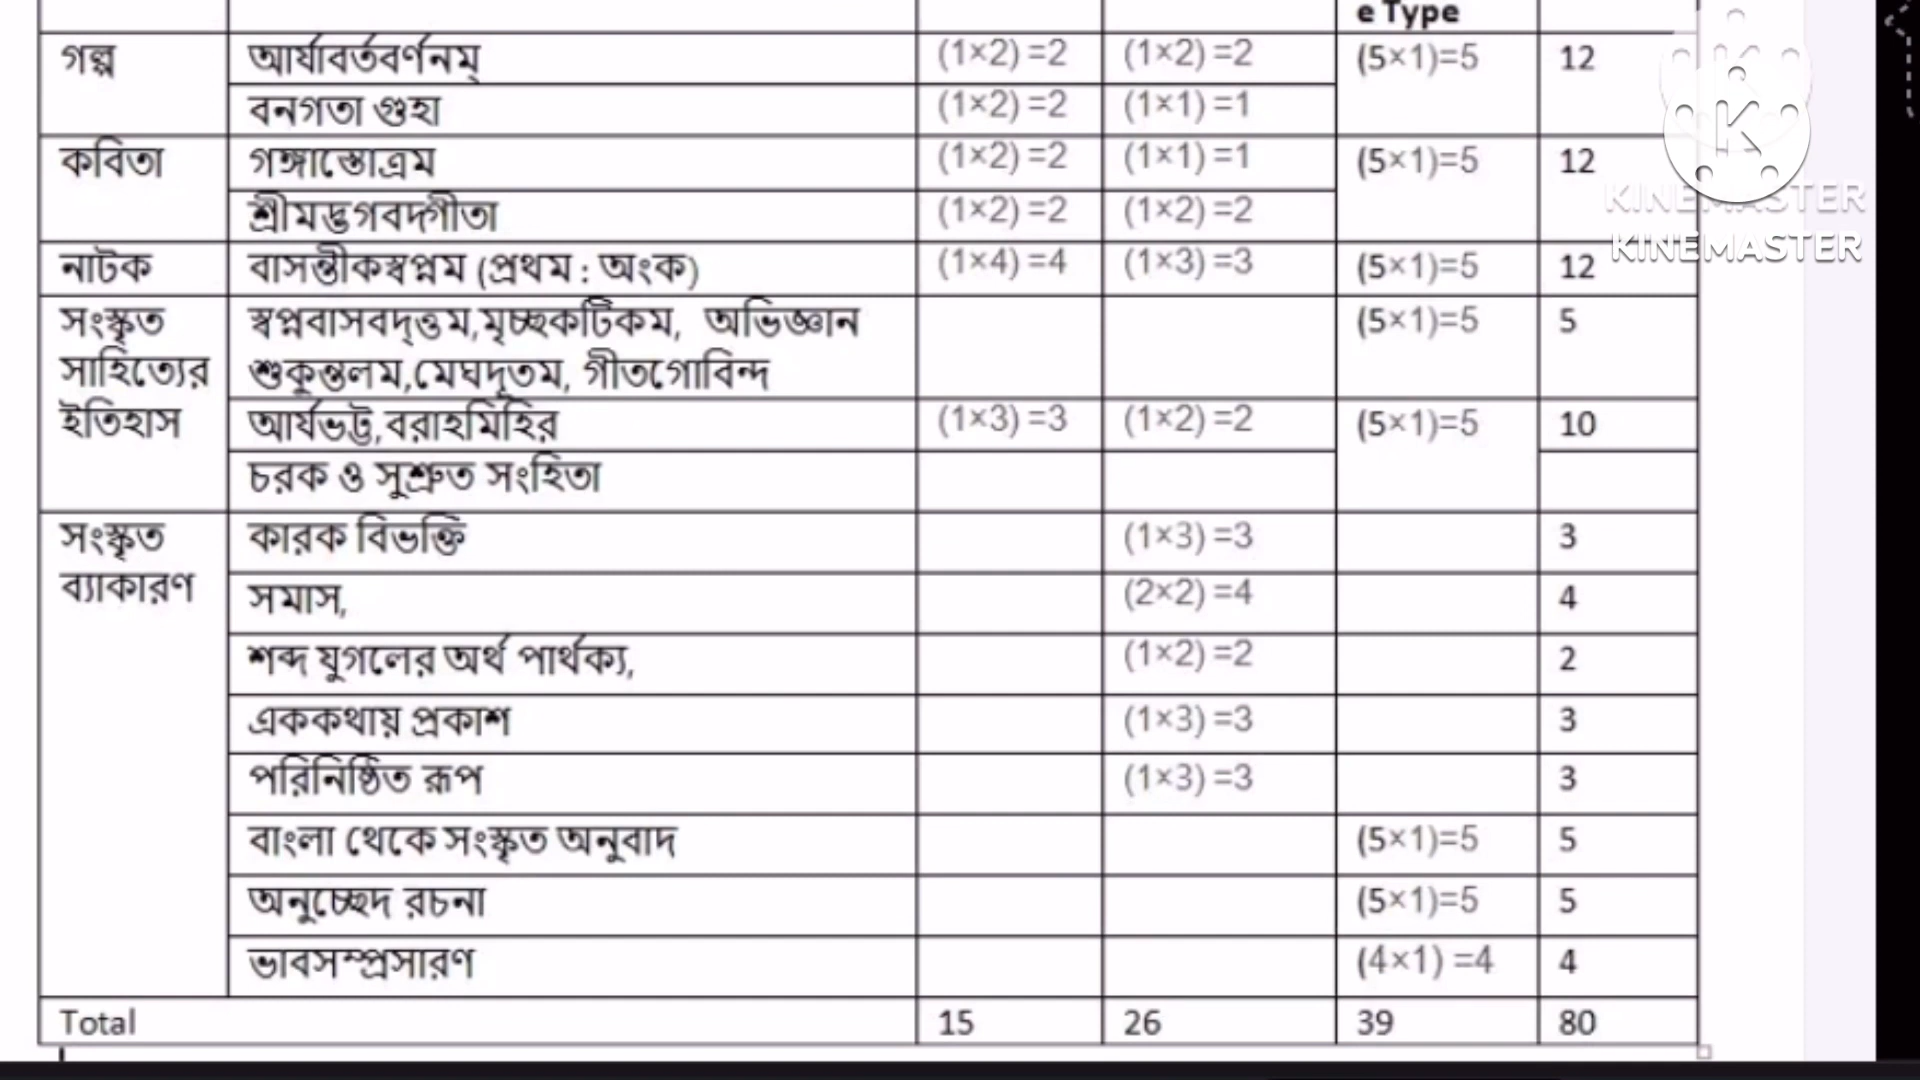 e Type
গল্প আর্যাবর্তবর্ণনম্ (1×2) =2 (1×2) =2 (5×1)=5 12
বনগতা গুহা (1×2) =2 (1×1) =1
কবিতা গঙ্গাস্তোত্রম (1×2) =2 (1×1) =1 (5×1)=5 12
শ্রীমদ্ভগবদ্গীতা (1×2) =2 (1×2) =2
নাটক বাসন্তীকস্বপ্নম (প্রথম : অংক) (1×4) =4 (1×3) =3 (5×1)=5 12
সংস্কৃত স্বপ্নবাসবদ্ত্তম,মৃচ্ছকটিকম, অভিজ্ঞান (5×1)=5 5
সাহিত্যের শুকুন্তলম,মেঘদূতম, গীতগোবিন্দ
ইতিহাস আর্যভট্ট,বরাহমিহির (1×3) =3 (1×2) =2 (5×1)=5 10
চরক ও সুশ্রুত সংহিতা
সংস্কৃত কারক বিভক্তি (1×3) =3 3
ব্যাকারণ সমাস, (2×2) =4 4
শব্দ যুগলের অর্থ পার্থক্য, (1×2) =2 2
এককথায় প্রকাশ (1×3) =3 3
পরিনিষ্ঠিত রূপ (1×3) =3 3
বাংলা থেকে সংস্কৃত অনুবাদ (5×1)=5 5
অনুচ্ছেদ রচনা (5×1)=5 5
ভাবসম্প্রসারণ (4×1) =4 4
Total 15 26 39 80
K
K
KINEMASTER
KINEMASTER